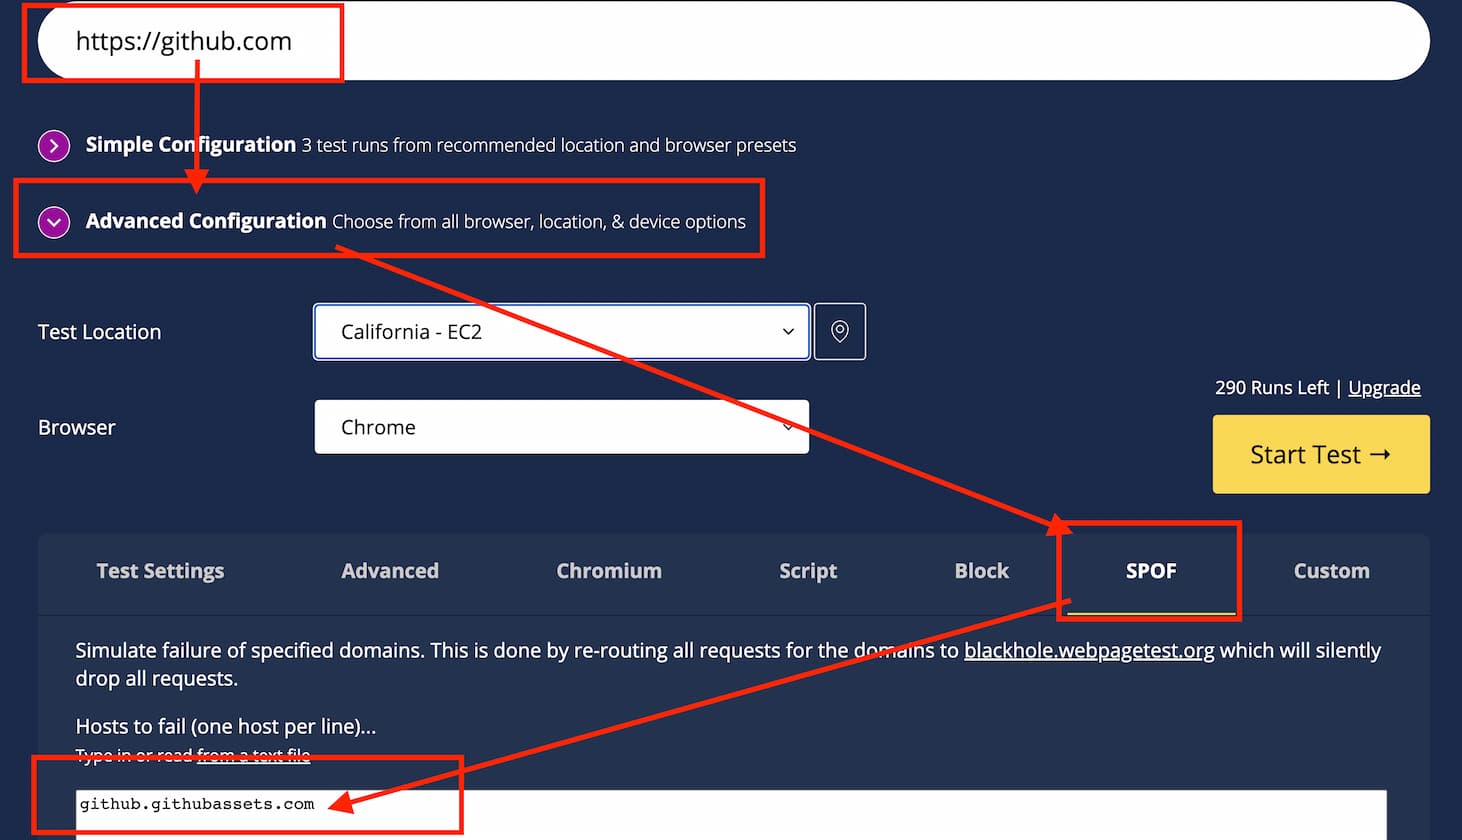 https://github.com
Simple Configuration 3 test runs from recommended location and browser presets
Advanced Configuration Choose from all browser, location, & device options
Test Location
California - EC2
290 Runs Left | Upgrade
Browser
Chrome
Start Test →
Test Settings Advanced Chromium Script Block SPOF Custom
Simulate failure of specified domains. This is done by re-routing all requests for the domains to blackhole.webpagetest.org which will silently
drop all requests.
Hosts to fail (one host per line)...
Type in or read from a text file
github.githubassets.com